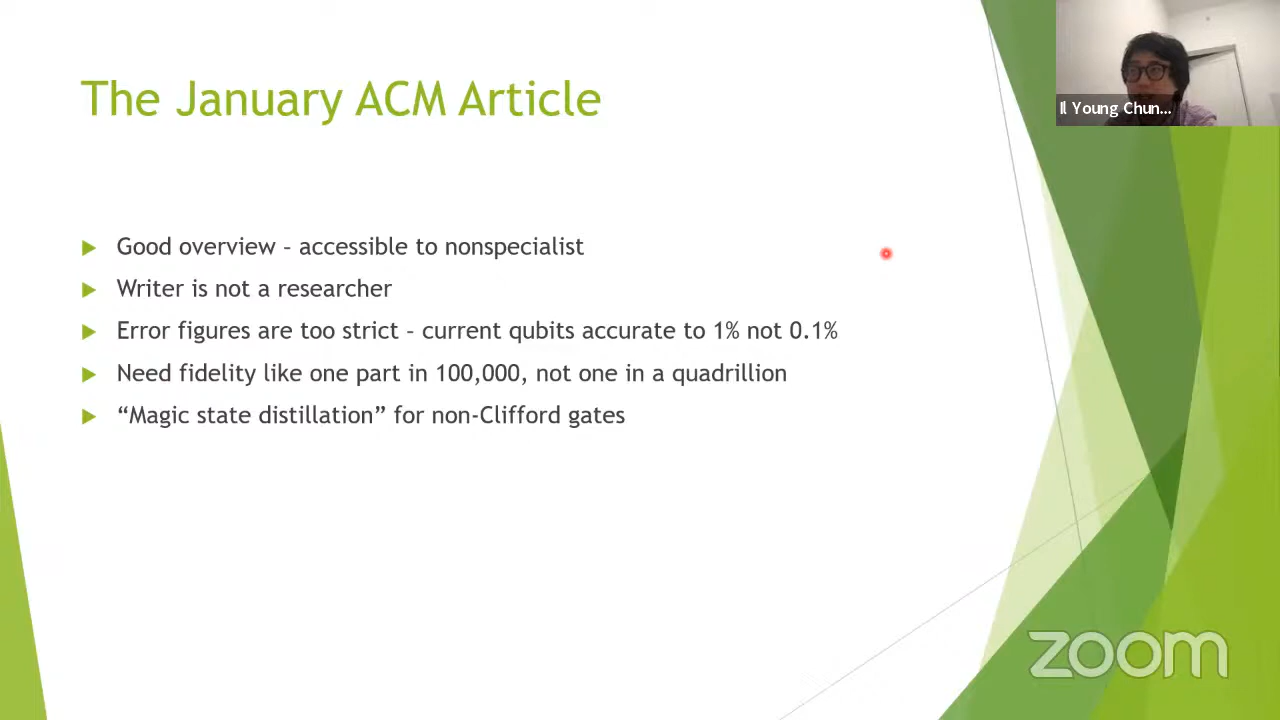 The January ACM Article
Il Young Chun...
Good overview – accessible to nonspecialist
Writer is not a researcher
Error figures are too strict – current qubits accurate to 1% not 0.1%
Need fidelity like one part in 100,000, not one in a quadrillion
“Magic state distillation” for non-Clifford gates
zoom